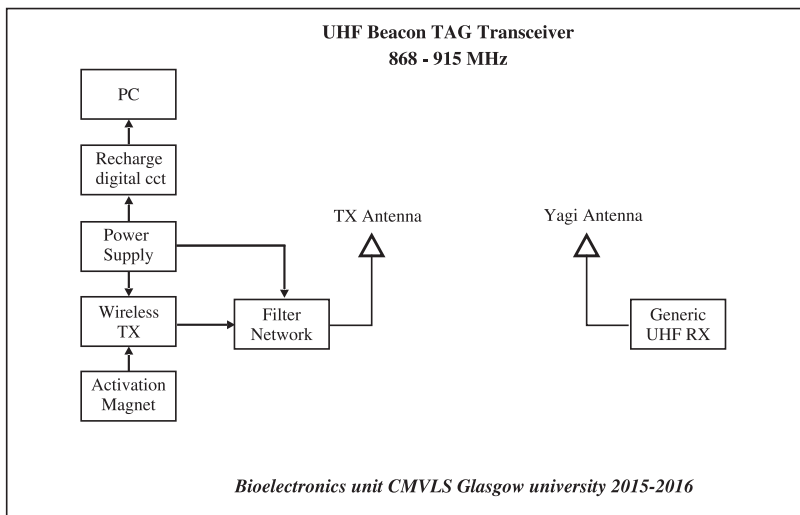 UHF Beacon TAG Transceiver
868 - 915 MHz
PC
Recharge
digital cct
Power
Supply
Wireless
TX
Activation
Magnet
Filter
Network
TX Antenna
Yagi Antenna
Generic
UHF RX
Bioelectronics unit CMVLS Glasgow university 2015-2016